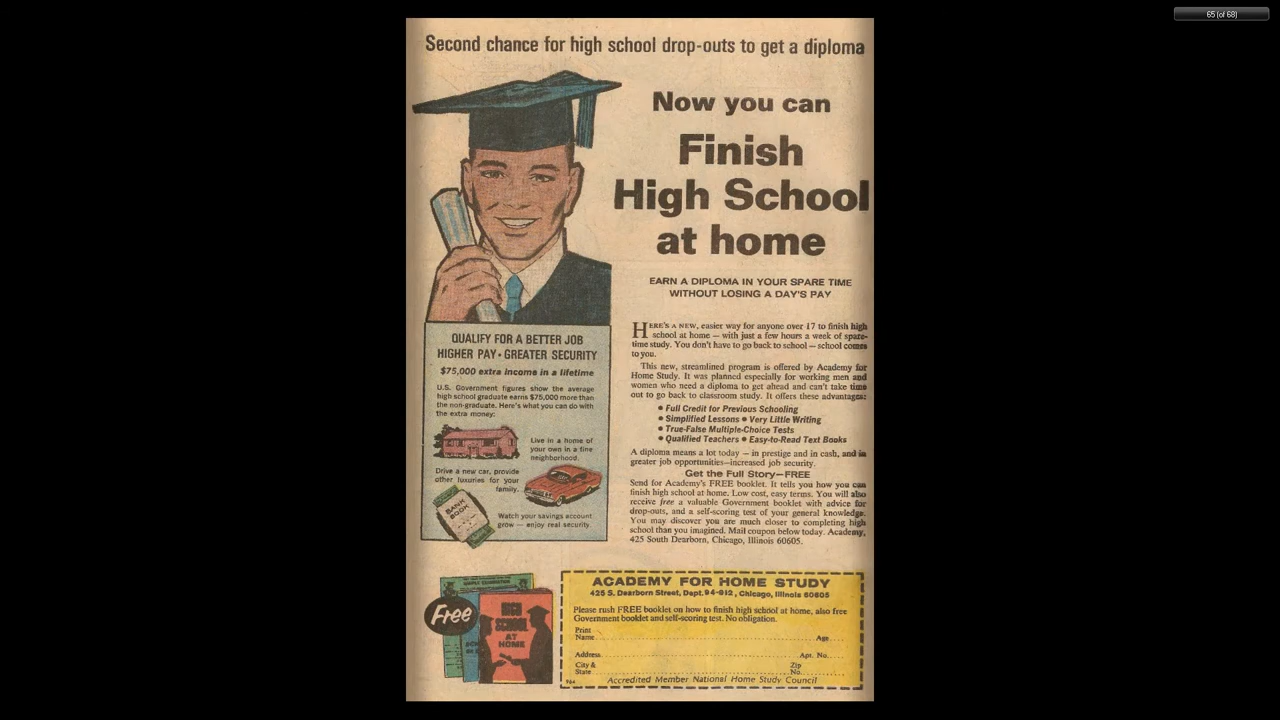 65 (of 68)
Second chance for high school drop-outs to get a diploma
Now you can
Finish
High School
at home
EARN A DIPLOMA IN YOUR SPARE TIME
WITHOUT LOSING A DAY'S PAY
HERE'S A NEW, easier way for anyone over 17 to finish high
school at home — with just a few hours a week of spare-
time study. You don't have to go back to school — school comes
to you.
This new, streamlined program is offered by Academy for
Home Study. It was planned especially for working men and
women who need a diploma to get ahead and can't take time
out to go back to classroom study. It offers these advantages:
• Full Credit for Previous Schooling
• Simplified Lessons • Very Little Writing
• True-False Multiple-Choice Tests
• Qualified Teachers • Easy-to-Read Text Books
A diploma means a lot today — in prestige and in cash, and in
greater job opportunities—increased job security.
Get the Full Story—FREE
Send for Academy's FREE booklet. It tells you how you can
finish high school at home. Low cost, easy terms. You will also
receive free a valuable Government booklet with advice for
drop-outs, and a self-scoring test of your general knowledge.
You may discover you are much closer to completing high
school than you imagined. Mail coupon below today. Academy,
425 South Dearborn, Chicago, Illinois 60605.
QUALIFY FOR A BETTER JOB
HIGHER PAY • GREATER SECURITY
$75,000 extra income in a lifetime
U.S. Government figures show the average
high school graduate earns $75,000 more than
the non-graduate. Here's what you can do with
the extra money:
Live in a home of
your own in a fine
neighborhood.
Drive a new car, provide
other luxuries for your
family.
BANK
BOOK
Watch your savings account
grow — enjoy real security.
Free
HIGH
SCHOOL
AT
HOME
ACADEMY FOR HOME STUDY
425 S. Dearborn Street, Dept. 94-912, Chicago, Illinois 60605
Please rush FREE booklet on how to finish high school at home, also free
Government booklet and self-scoring test. No obligation.
Print
Name Age
Address Apt. No.
City & Zip
State No.
Accredited Member National Home Study Council